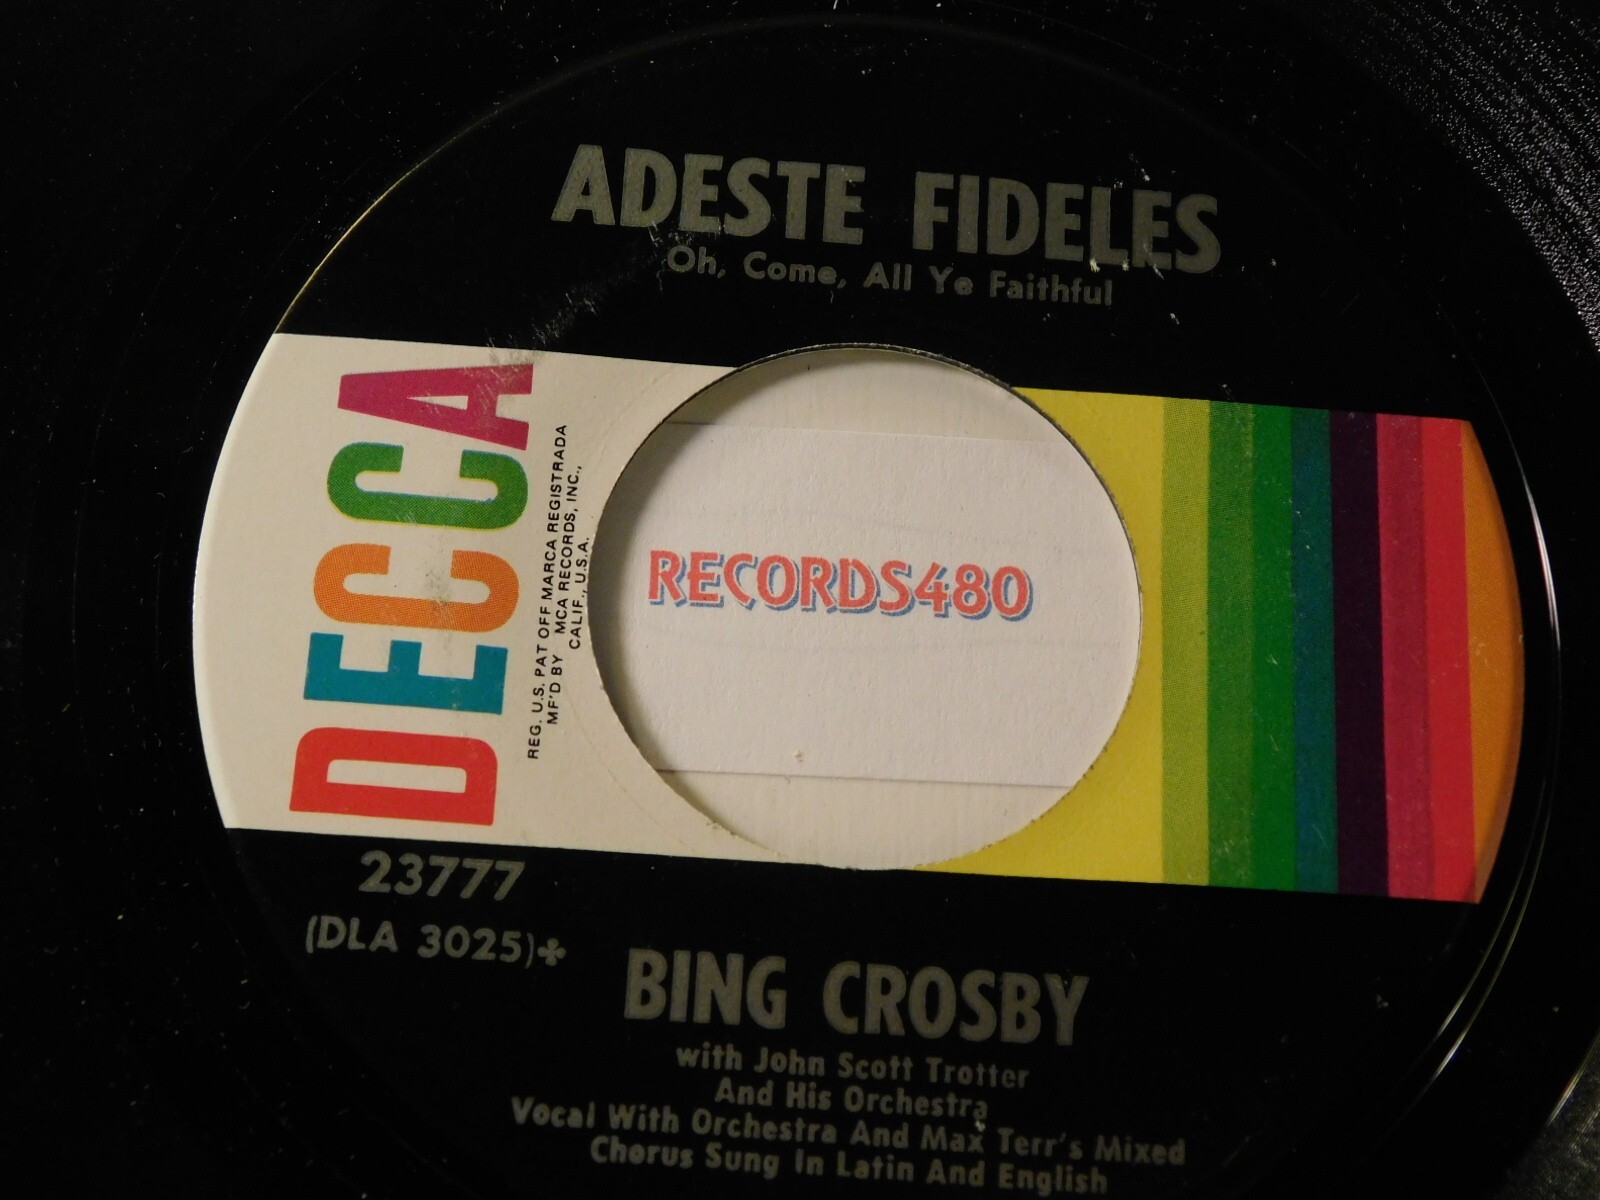 ADESTE FIDELES
Oh, Come, All Ye Faithful
DECCA
REG. U.S. PAT OFF MARCA REGISTRADA
MF'D BY MCA RECORDS, INC.,
CALIF., U.S.A.
RECORDS480
23777
(DLA 3025)✤
BING CROSBY
with John Scott Trotter
And His Orchestra
Vocal With Orchestra And Max Terr's Mixed
Chorus Sung In Latin And English